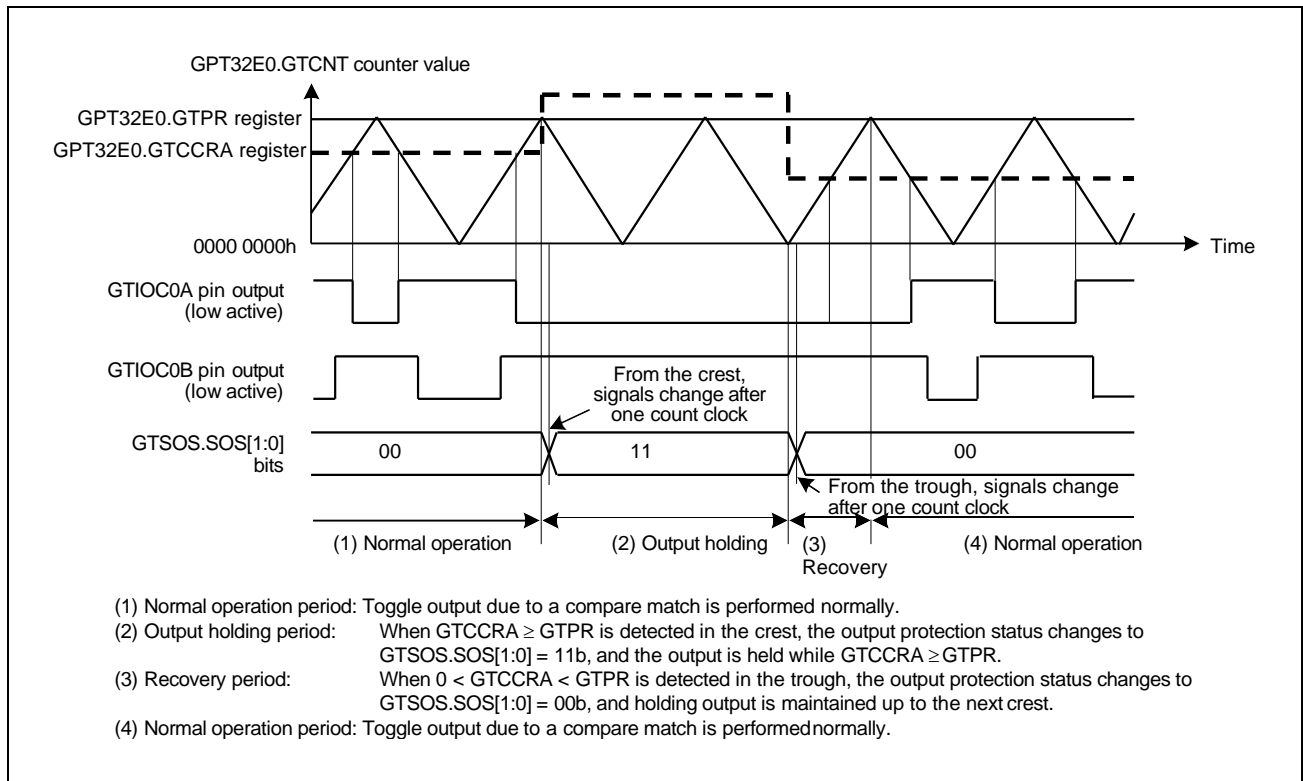 GPT32E0.GTCNT counter value
GPT32E0.GTPR register
GPT32E0.GTCCRA register
0000 0000h
Time
GTIOC0A pin output
(low active)
GTIOC0B pin output
(low active)
From the crest,
signals change after
one count clock
GTSOS.SOS[1:0]
bits
00
11
00
From the trough, signals change
after one count clock
(1) Normal operation
(2) Output holding
(3)
Recovery
(4) Normal operation
(1) Normal operation period: Toggle output due to a compare match is performed normally.
(2) Output holding period: When GTCCRA ≥ GTPR is detected in the crest, the output protection status changes to
GTSOS.SOS[1:0] = 11b, and the output is held while GTCCRA ≥GTPR.
(3) Recovery period: When 0 < GTCCRA < GTPR is detected in the trough, the output protection status changes to
GTSOS.SOS[1:0] = 00b, and holding output is maintained up to the next crest.
(4) Normal operation period: Toggle output due to a compare match is performednormally.